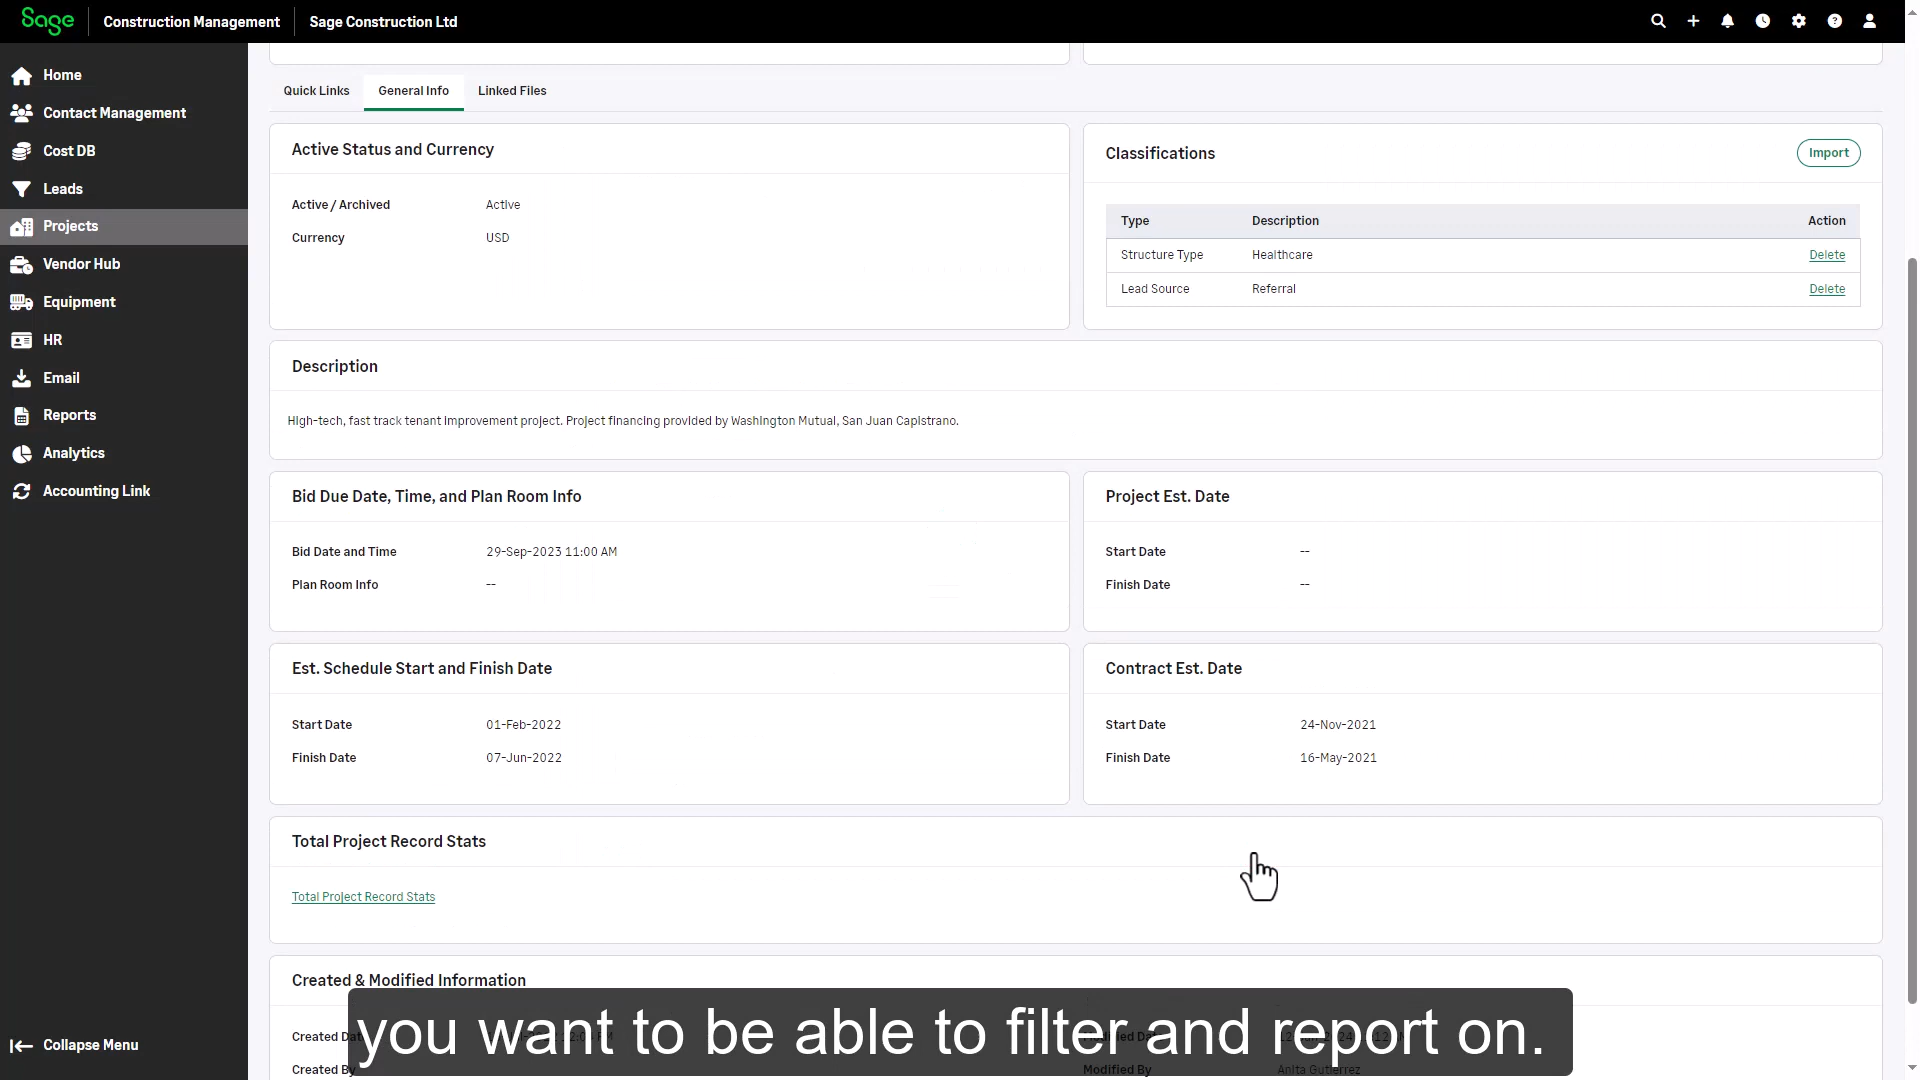 Sage Construction Management Sage Construction Ltd
Home
Contact Management
Cost DB
Leads
Projects
Vendor Hub
Equipment
HR
Email
Reports
Analytics
Accounting Link
Collapse Menu
Quick Links General Info Linked Files
Active Status and Currency
Active / Archived Active
Currency USD
Classifications Import
Type Description Action
Structure Type Healthcare Delete
Lead Source Referral Delete
Description
High-tech, fast track tenant improvement project. Project financing provided by Washington Mutual, San Juan Capistrano.
Bid Due Date, Time, and Plan Room Info
Bid Date and Time 29-Sep-2023 11:00 AM
Plan Room Info --
Project Est. Date
Start Date --
Finish Date --
Est. Schedule Start and Finish Date
Start Date 01-Feb-2022
Finish Date 07-Jun-2022
Contract Est. Date
Start Date 24-Nov-2021
Finish Date 16-May-2021
Total Project Record Stats
Total Project Record Stats
Created & Modified Information
Created
Created By Modified By Anita Gutierrez
you want to be able to filter and report on.